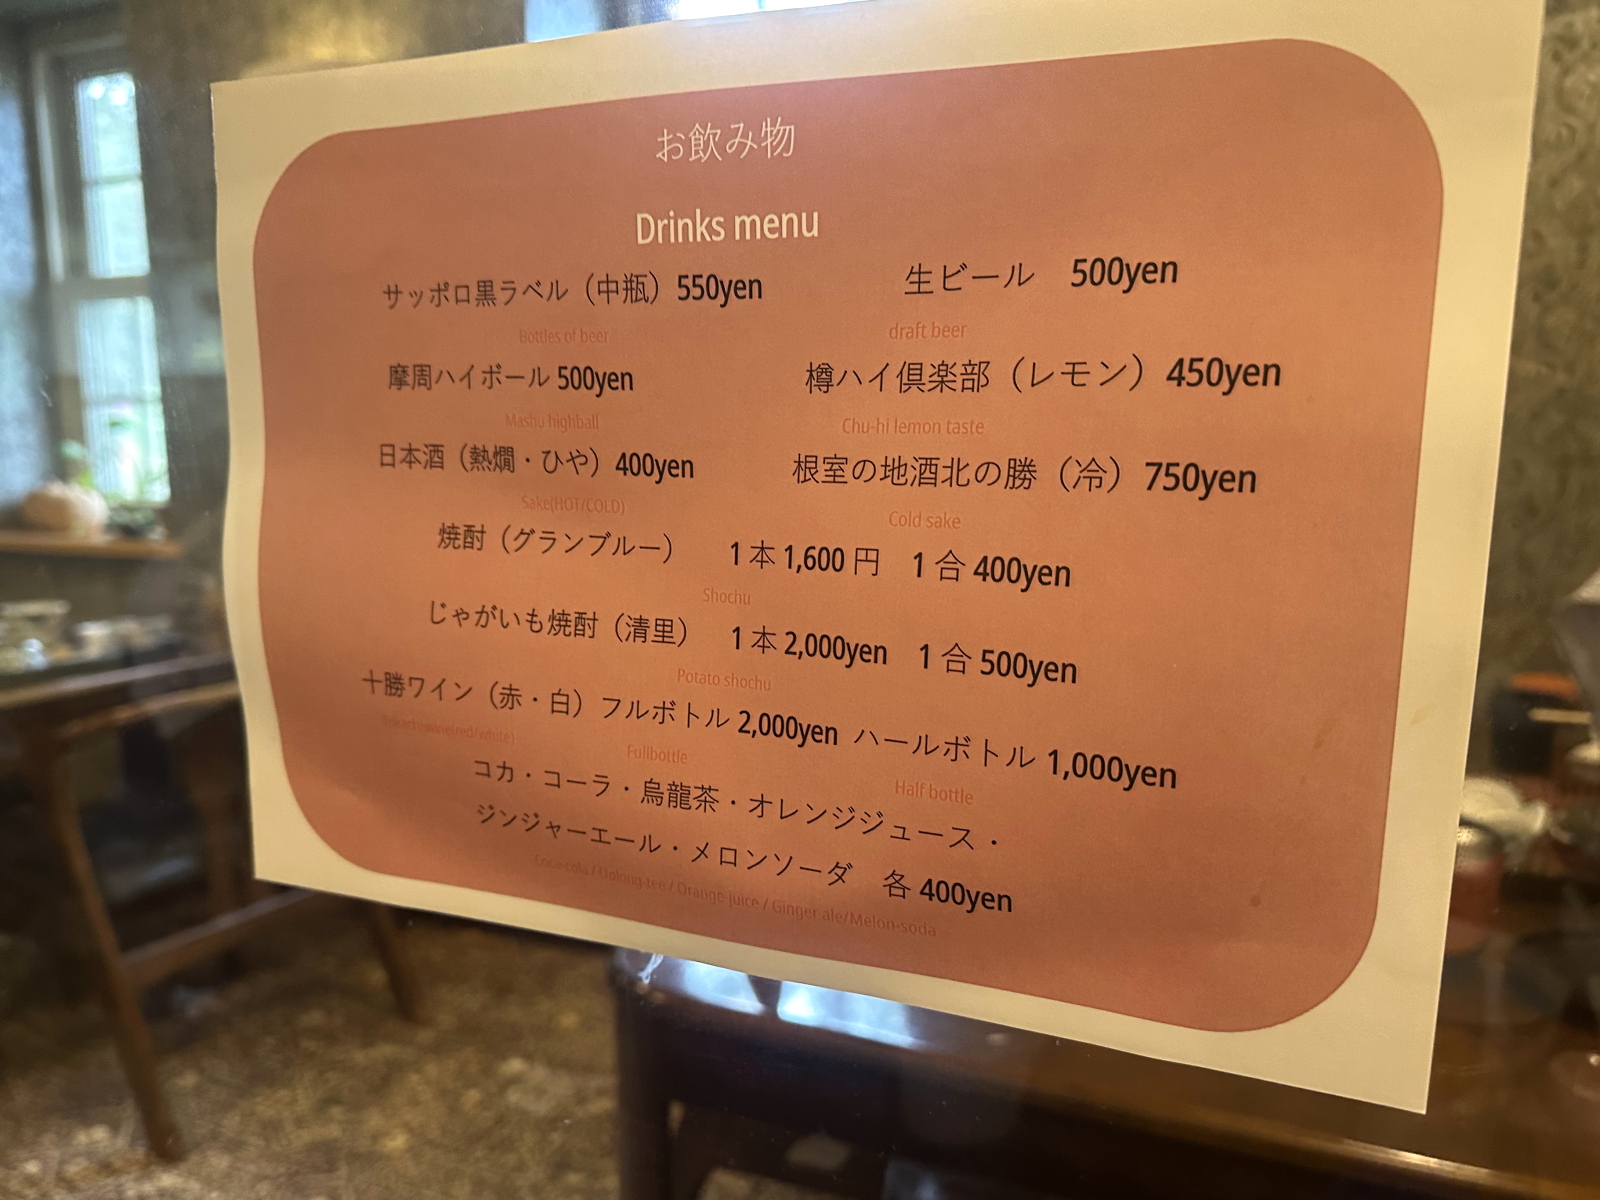 お飲み物
Drinks menu
サッポロ黒ラベル（中瓶）550yen　生ビール　500yen
Bottles of beer　draft beer
摩周ハイボール 500yen　樽ハイ倶楽部（レモン）450yen
Mashu highball　Chu-hi lemon taste
日本酒（熱燗・ひや）400yen　根室の地酒北の勝（冷）750yen
Sake(HOT/COLD)　Cold sake
焼酎（グランブルー）　1 本 1,600 円　1 合 400yen
Shochu
じゃがいも焼酎（清里）　1 本 2,000yen　1 合 500yen
Potato shochu
十勝ワイン（赤・白）フルボトル 2,000yen ハールボトル 1,000yen
Tokachi wine(red/white)　Fullbottle　Half bottle
コカ・コーラ・烏龍茶・オレンジジュース・
ジンジャーエール・メロンソーダ　各 400yen
Coca-cola / Oolong-tee / Orange-juice / Ginger ale/Melon-soda